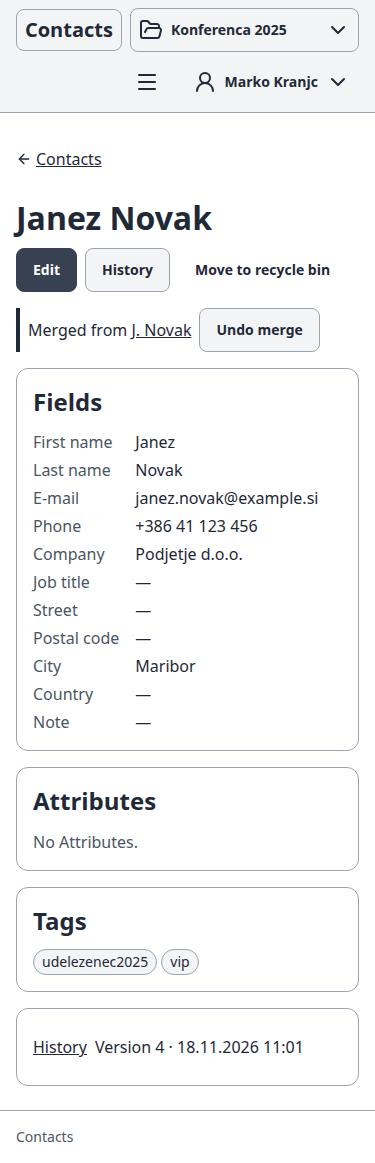 Contacts
Konferenca 2025
Marko Kranjc
← Contacts
Janez Novak
Edit
History
Move to recycle bin
Merged from J. Novak
Undo merge
Fields
First name Janez
Last name Novak
E-mail janez.novak@example.si
Phone +386 41 123 456
Company Podjetje d.o.o.
Job title —
Street —
Postal code —
City Maribor
Country —
Note —
Attributes
No Attributes.
Tags
udelezenec2025 vip
History Version 4 · 18.11.2026 11:01
Contacts